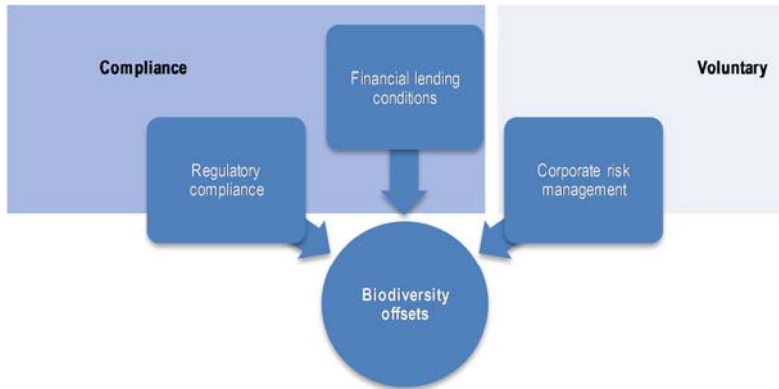 Compliance
Voluntary
Financial lending
conditions
Regulatory
compliance
Corporate risk
management
Biodiversity
offsets